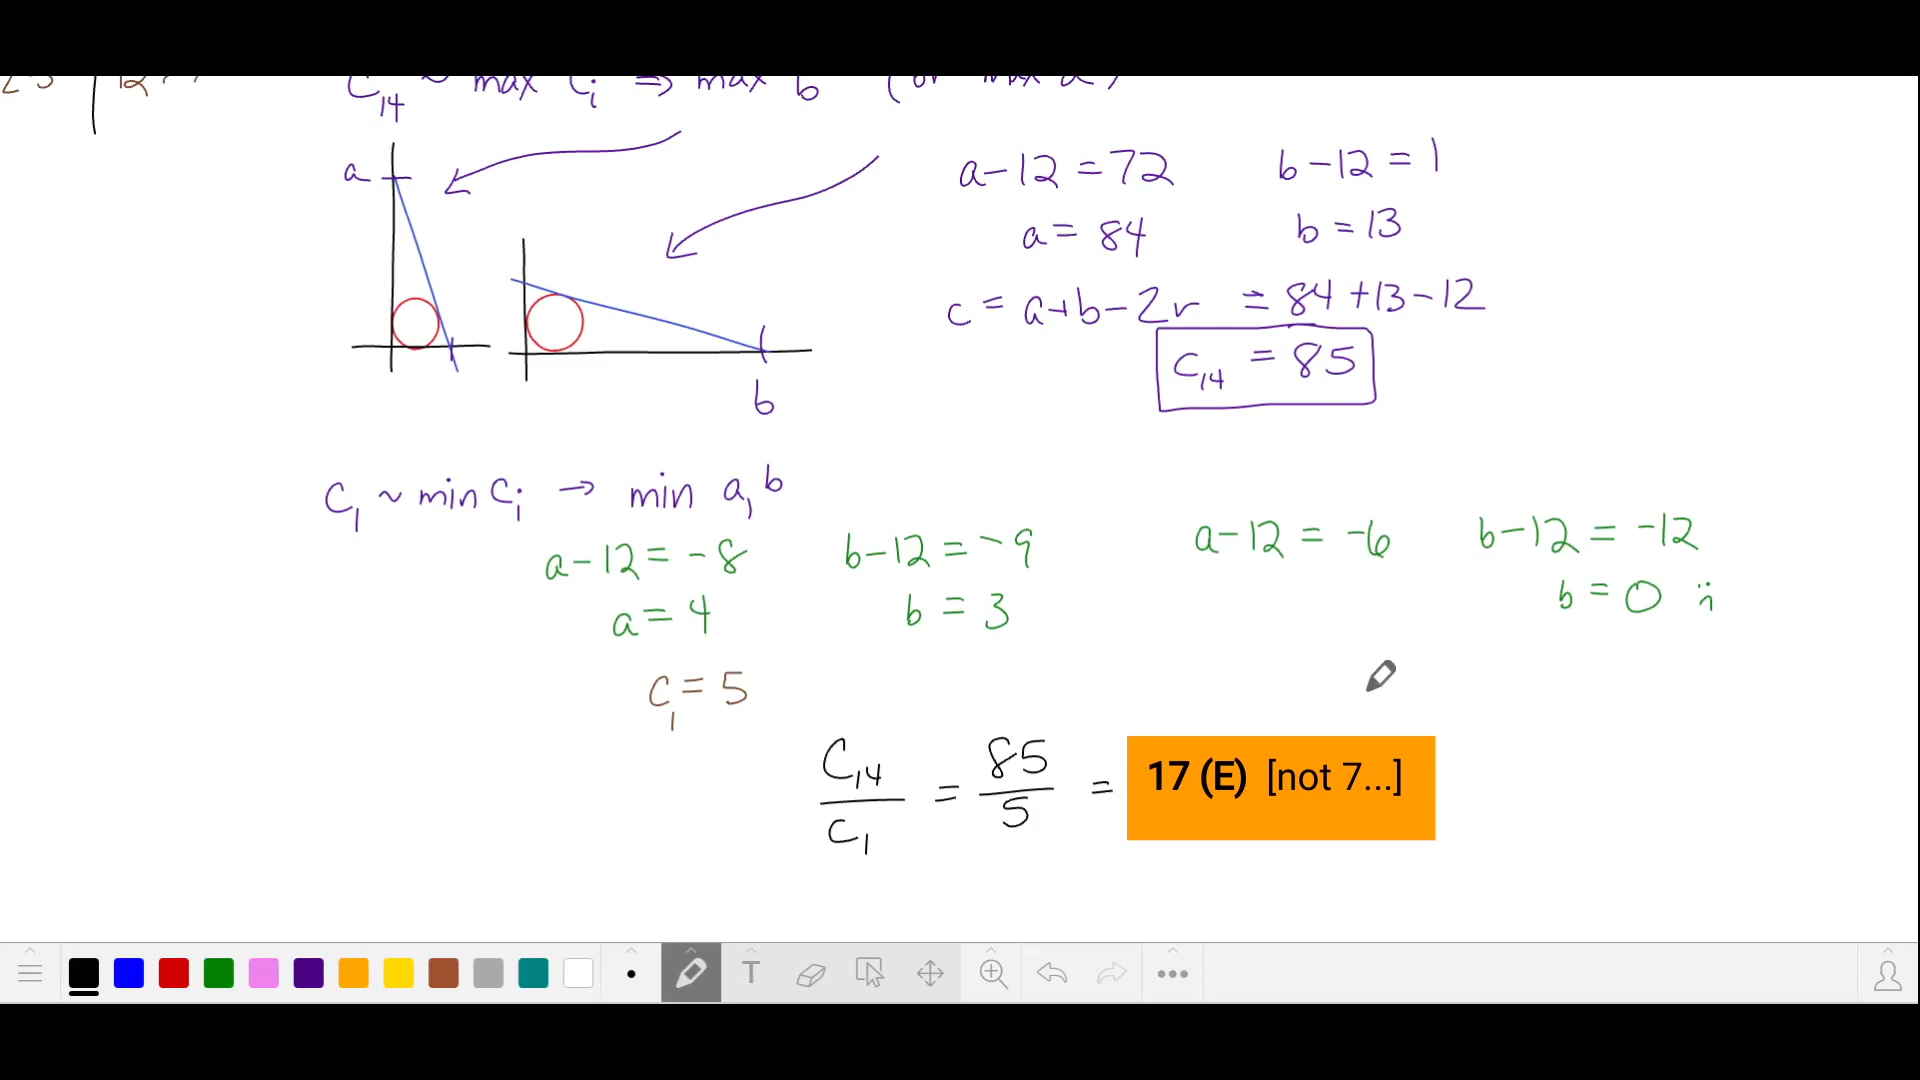 C₁₄ ~ max Cᵢ ⇒ max b (or max a)
a
b
a-12 = 72 b-12 = 1
a = 84 b = 13
c = a+b-2r = 84+13-12
C₁₄ = 85
C₁ ~ min Cᵢ → min a, b
a-12 = -8 b-12 = -9 a-12 = -6 b-12 = -12
a = 4 b = 3 b = 0
C₁ = 5
C₁₄/C₁ = 85/5 = 17 (E) [not 7...]
T